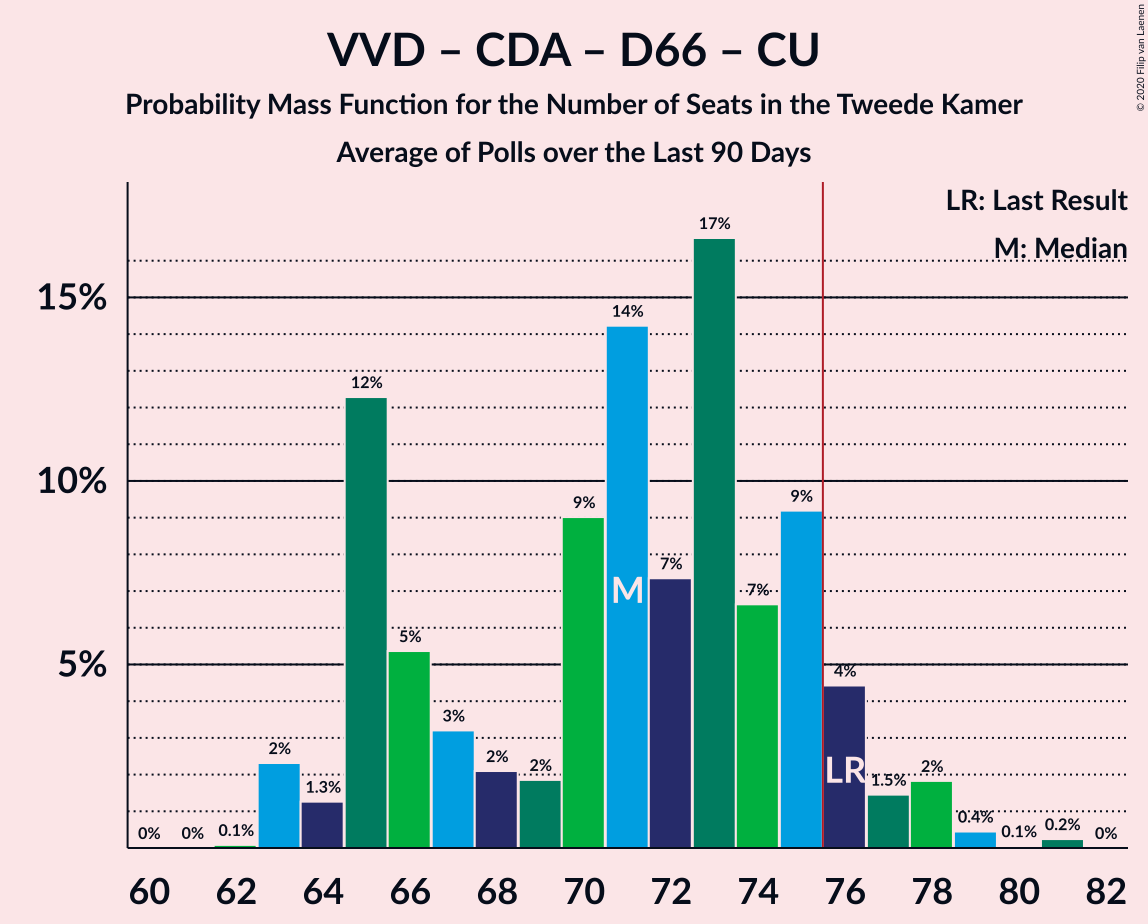 VVD – CDA – D66 – CU
Probability Mass Function for the Number of Seats in the Tweede Kamer
Average of Polls over the Last 90 Days
© 2020 Filip van Laenen
LR: Last Result
M: Median
15%
10%
5%
0%
0%
0.1%
2%
1.3%
12%
5%
3%
2%
2%
9%
14%
7%
17%
7%
9%
4%
1.5%
2%
0.4%
0.1%
0.2%
0%
M
LR
60 62 64 66 68 70 72 74 76 78 80 82